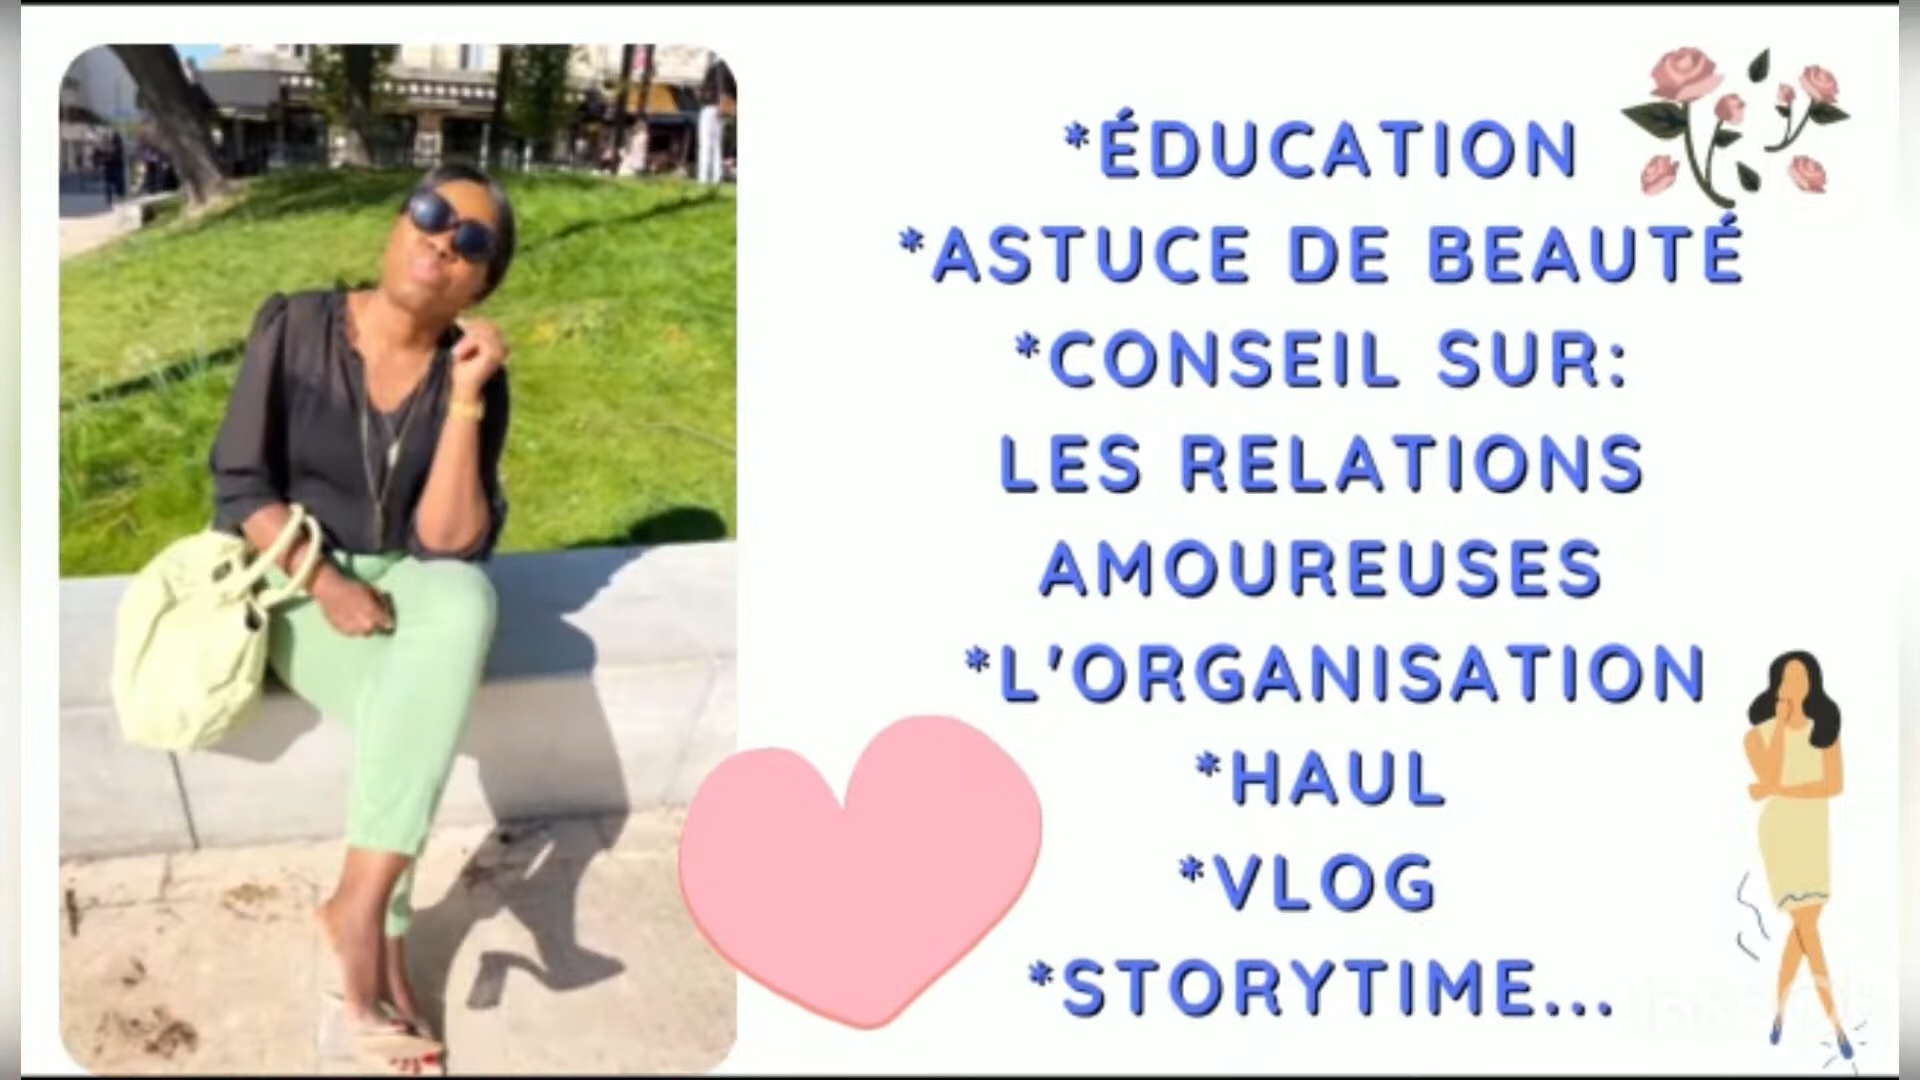 *ÉDUCATION
*ASTUCE DE BEAUTÉ
*CONSEIL SUR:
LES RELATIONS
AMOUREUSES
*L'ORGANISATION
*HAUL
*VLOG
*STORYTIME...